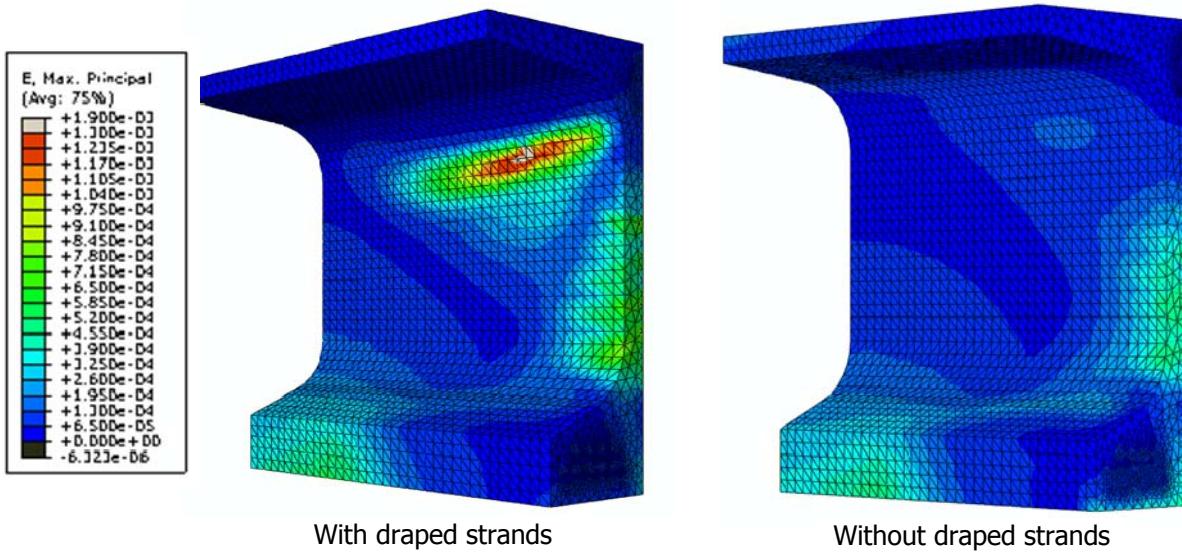 E, Max. Principal
(Avg: 75%)
+1.900e-03
+1.300e-03
+1.235e-03
+1.170e-03
+1.105e-03
+1.040e-03
+9.750e-04
+9.100e-04
+8.450e-04
+7.800e-04
+7.150e-04
+6.500e-04
+5.850e-04
+5.200e-04
+4.550e-04
+3.900e-04
+3.250e-04
+2.600e-04
+1.950e-04
+1.300e-04
+6.500e-05
+0.000e+00
-6.323e-06
With draped strands
Without draped strands